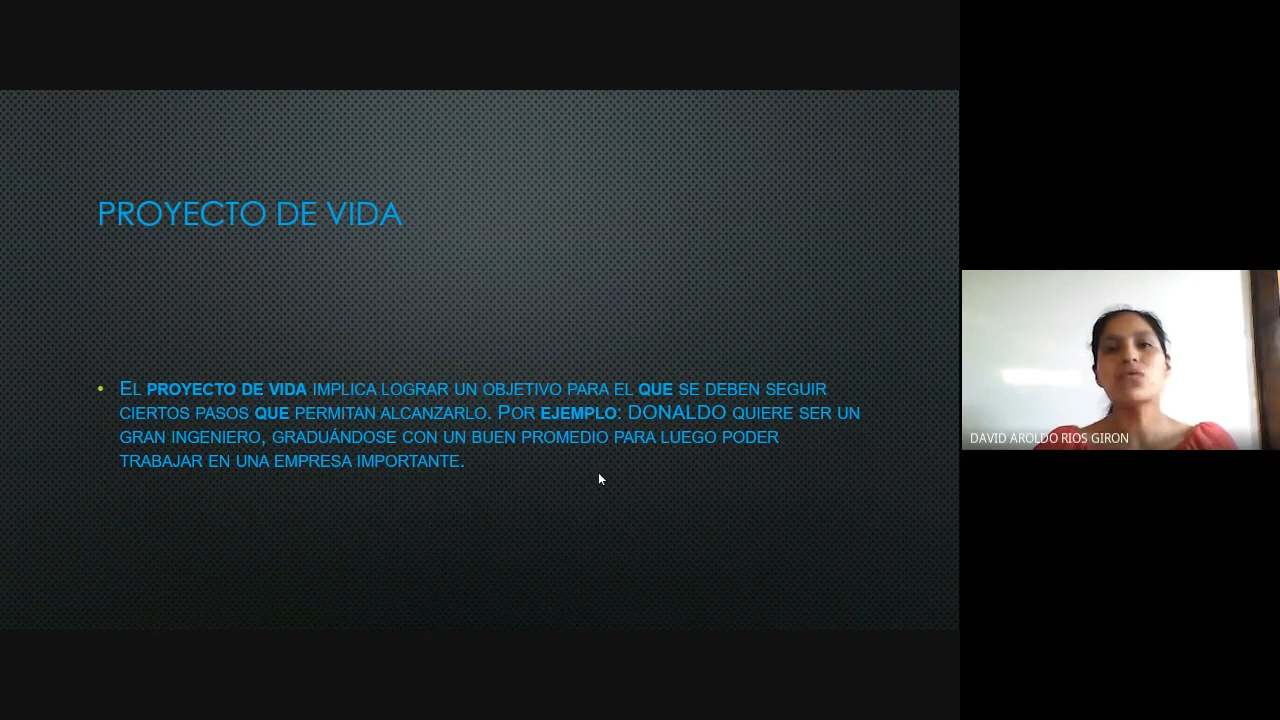 PROYECTO DE VIDA
• EL PROYECTO DE VIDA IMPLICA LOGRAR UN OBJETIVO PARA EL QUE SE DEBEN SEGUIR
CIERTOS PASOS QUE PERMITAN ALCANZARLO. POR EJEMPLO: DONALDO QUIERE SER UN
GRAN INGENIERO, GRADUÁNDOSE CON UN BUEN PROMEDIO PARA LUEGO PODER
TRABAJAR EN UNA EMPRESA IMPORTANTE.
DAVID AROLDO RIOS GIRON